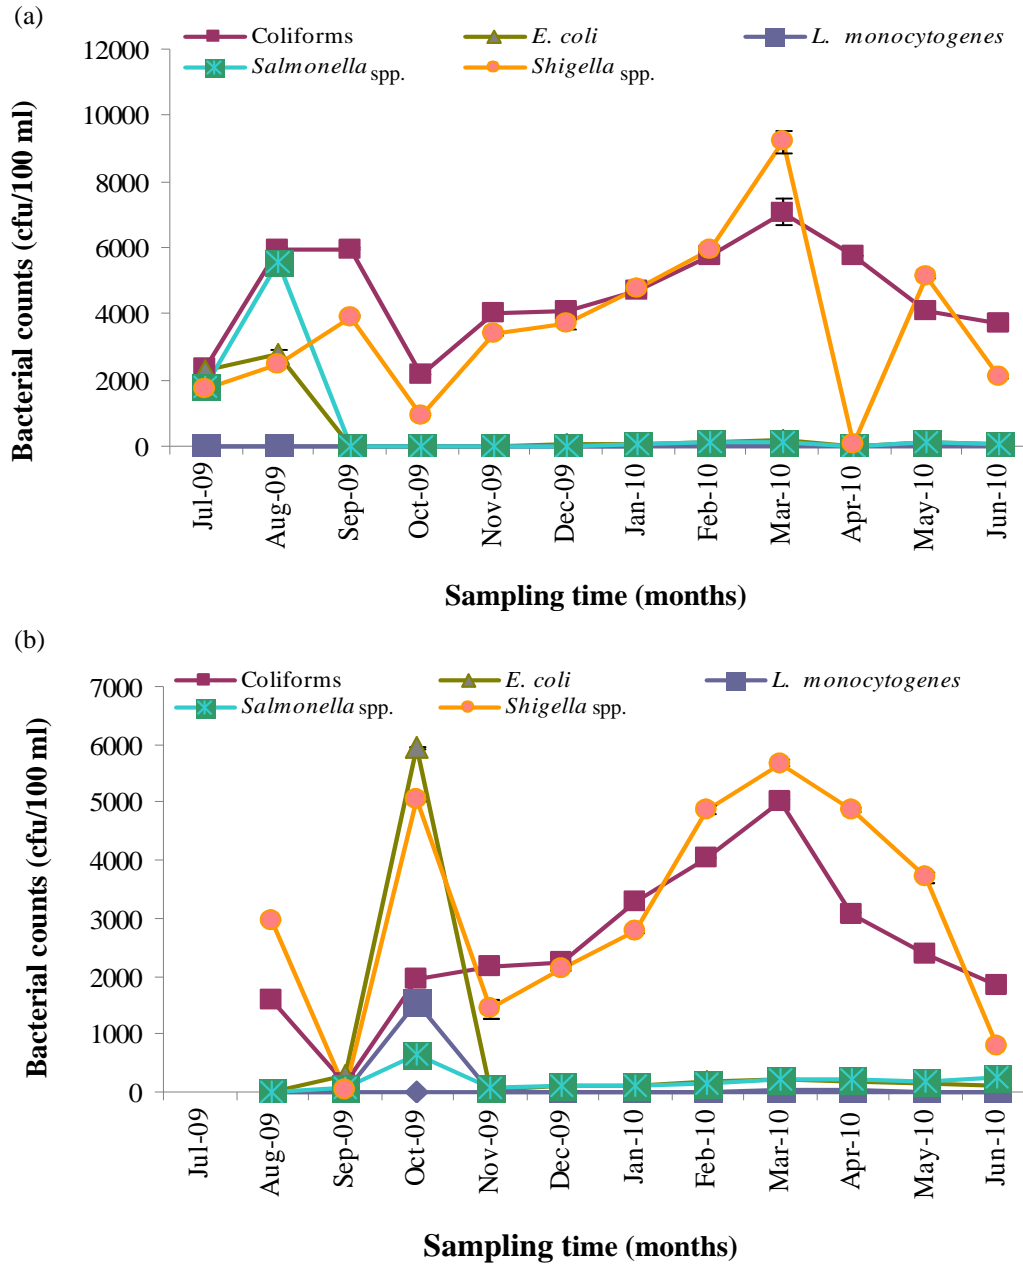 (a)
Coliforms E. coli L. monocytogenes
Salmonella spp. Shigella spp.
12000
10000
8000
6000
4000
2000
0
Bacterial counts (cfu/100 ml)
Jul-09 Aug-09 Sep-09 Oct-09 Nov-09 Dec-09 Jan-10 Feb-10 Mar-10 Apr-10 May-10 Jun-10
Sampling time (months)
(b)
Coliforms E. coli L. monocytogenes
Salmonella spp. Shigella spp.
7000
6000
5000
4000
3000
2000
1000
0
Bacterial counts (cfu/100 ml)
Jul-09 Aug-09 Sep-09 Oct-09 Nov-09 Dec-09 Jan-10 Feb-10 Mar-10 Apr-10 May-10 Jun-10
Sampling time (months)